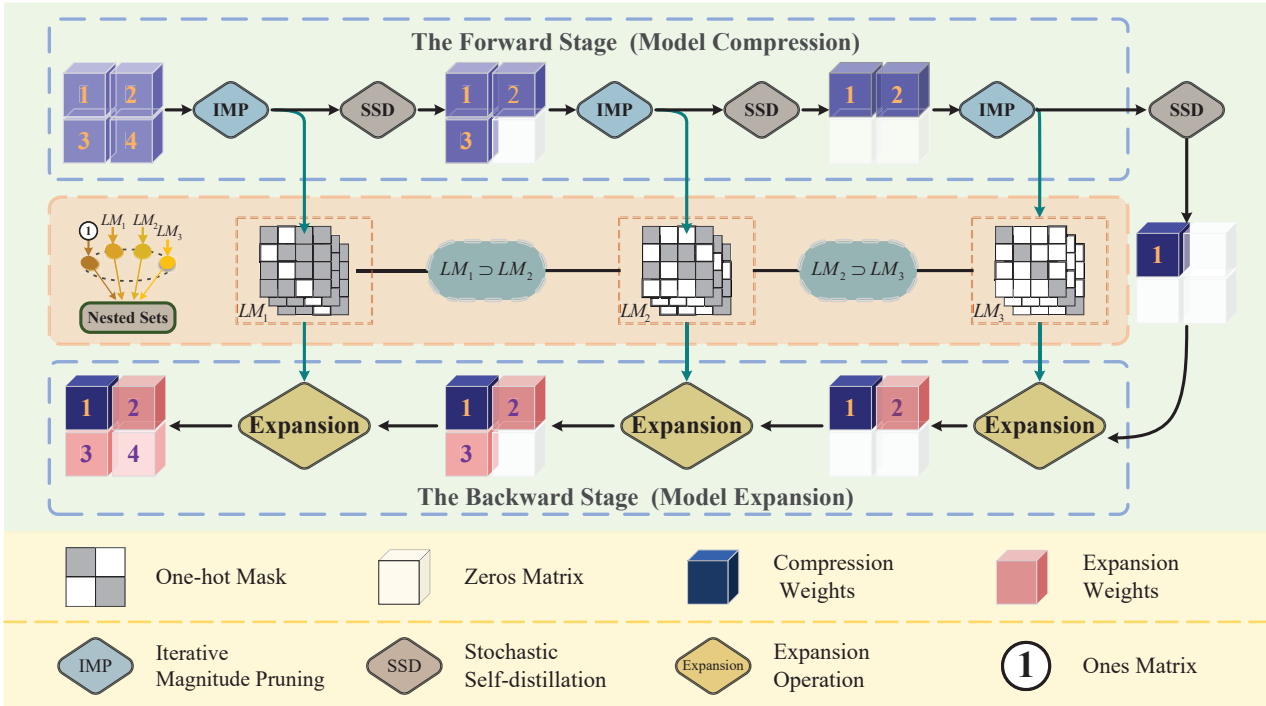 The Forward Stage (Model Compression)
1 2
3 4
IMP
SSD
1 2
3
IMP
SSD
1 2
IMP
SSD
1
1
LM₁
LM₂
LM₃
Nested Sets
LM₁
LM₁ ⊃ LM₂
LM₂
LM₂ ⊃ LM₃
LM₃
1 2
3 4
Expansion
1 2
3
Expansion
1 2
Expansion
The Backward Stage (Model Expansion)
One-hot Mask
Zeros Matrix
Compression
Weights
Expansion
Weights
IMP
Iterative
Magnitude Pruning
SSD
Stochastic
Self-distillation
Expansion
Expansion
Operation
1
Ones Matrix